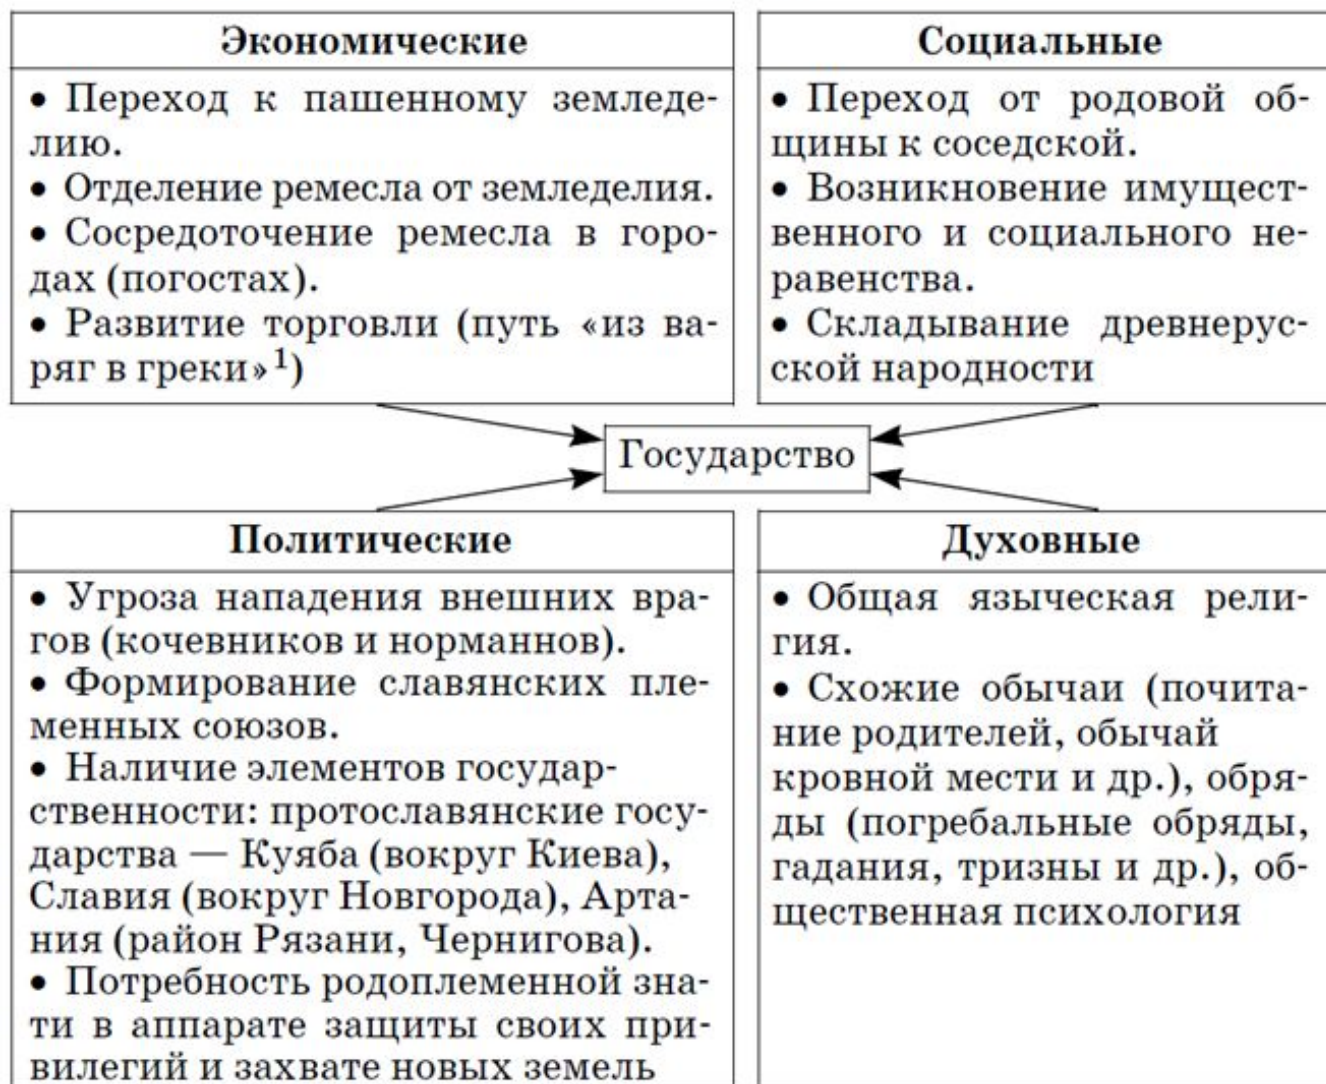 Экономические
• Переход к пашенному земледе-
лию.
• Отделение ремесла от земледелия.
• Сосредоточение ремесла в горо-
дах (погостах).
• Развитие торговли (путь «из ва-
ряг в греки»¹)
Социальные
• Переход от родовой об-
щины к соседской.
• Возникновение имущест-
венного и социального не-
равенства.
• Складывание древнерус-
ской народности
Государство
Политические
• Угроза нападения внешних вра-
гов (кочевников и норманнов).
• Формирование славянских пле-
менных союзов.
• Наличие элементов государ-
ственности: протославянские госу-
дарства — Куяба (вокруг Киева),
Славия (вокруг Новгорода), Арта-
ния (район Рязани, Чернигова).
• Потребность родоплеменной зна-
ти в аппарате защиты своих при-
вилегий и захвате новых земель
Духовные
• Общая языческая рели-
гия.
• Схожие обычаи (почита-
ние родителей, обычай
кровной мести и др.), обря-
ды (погребальные обряды,
гадания, тризны и др.), об-
щественная психология